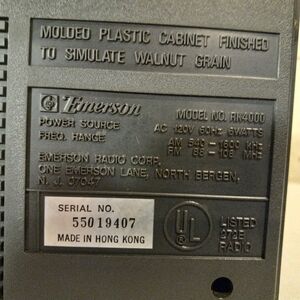 MOLDED PLASTIC CABINET FINISHED
TO SIMULATE WALNUT GRAIN
Emerson
MODEL NO. RK4000
POWER SOURCE AC 120V 60Hz 6WATTS
FREQ. RANGE AM 540 - 1600 KHz
FM 88 - 108 MHz
EMERSON RADIO CORP.
ONE EMERSON LANE, NORTH BERGEN,
N. J. 07047
SERIAL NO.
55019407
MADE IN HONG KONG
UL
LISTED
RADIO